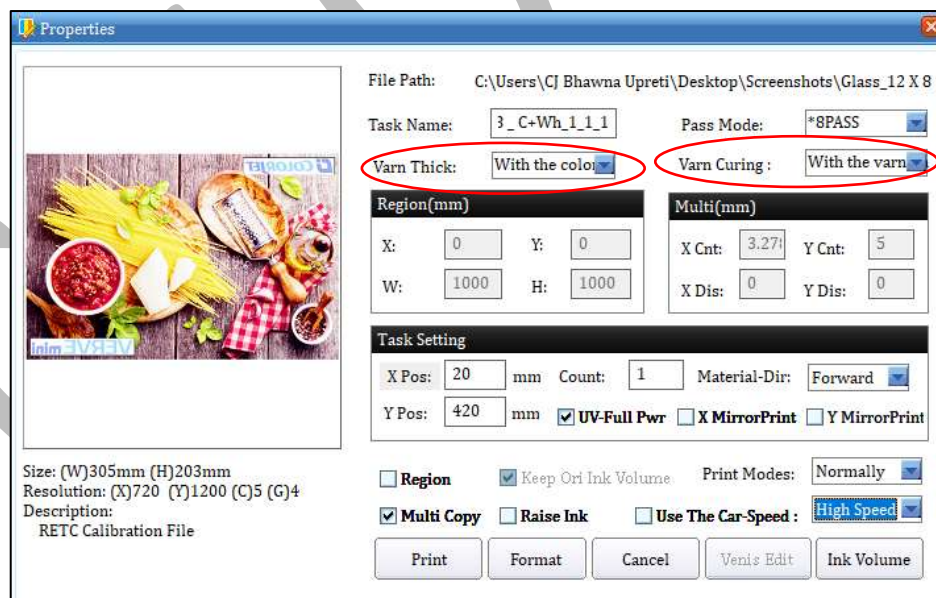 Properties
File Path: C:\Users\CJ Bhawna Upreti\Desktop\Screenshots\Glass_12 X 8
Task Name: 3 _ C+Wh_1_1_1 Pass Mode: *8PASS
Varn Thick: With the color Varn Curing : With the varn
COLORJET
VERVE mini
Region(mm) Multi(mm)
X: 0 Y: 0 X Cnt: 3.278 Y Cnt: 5
W: 1000 H: 1000 X Dis: 0 Y Dis: 0
Task Setting
X Pos: 20 mm Count: 1 Material-Dir: Forward
Y Pos: 420 mm UV-Full Pwr X MirrorPrint Y MirrorPrint
Size: (W)305mm (H)203mm
Resolution: (X)720 (Y)1200 (C)5 (G)4
Description:
RETC Calibration File
Region Keep Ori Ink Volume Print Modes: Normally
Multi Copy Raise Ink Use The Car-Speed : High Speed
Print Format Cancel Venis Edit Ink Volume